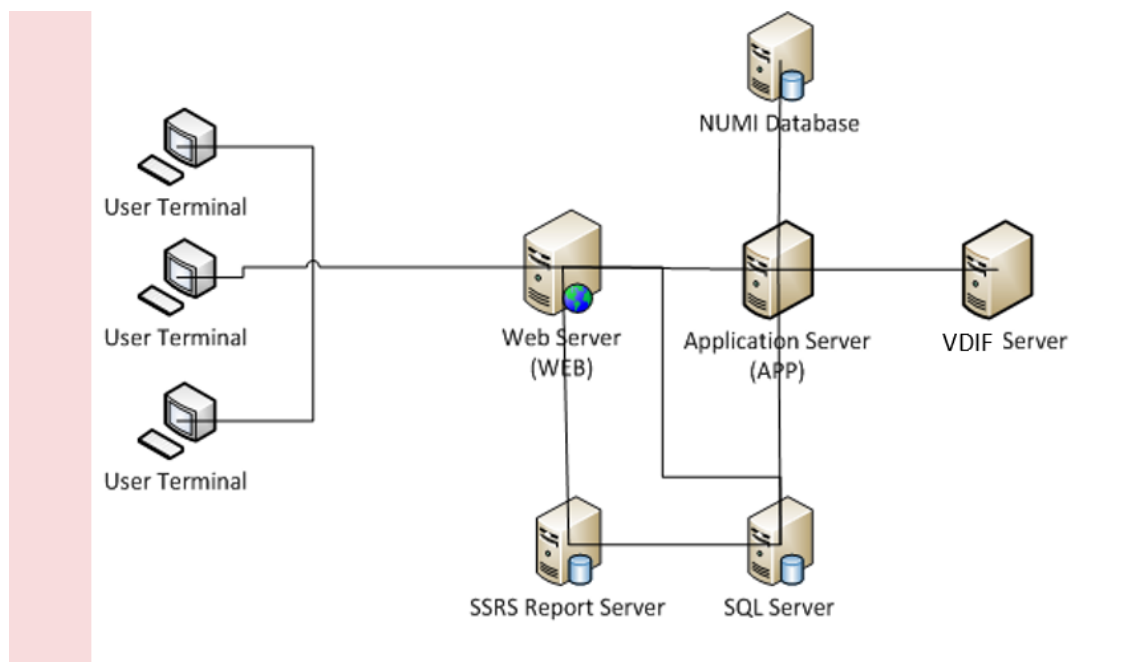 NUMI Database
User Terminal
User Terminal
Web Server
(WEB)
Application Server
(APP)
VDIF Server
User Terminal
SSRS Report Server
SQL Server